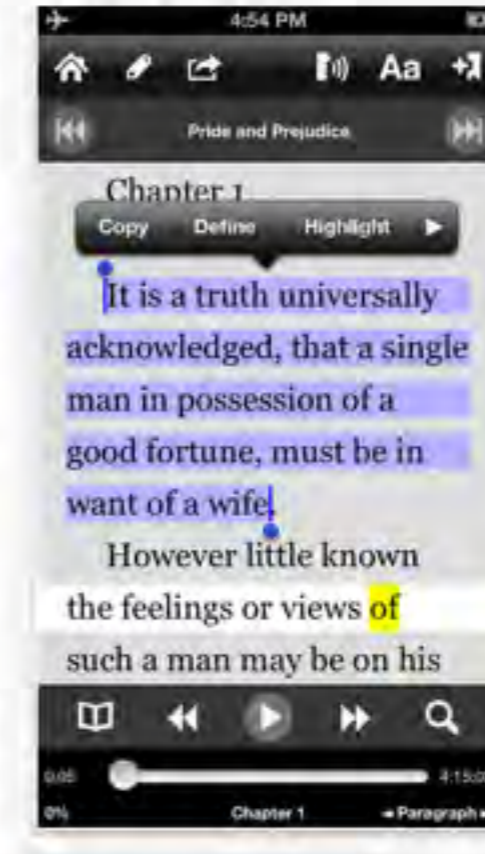 4:54 PM
Aa
Pride and Prejudice
Chapter 1
Copy Define Highlight
It is a truth universally
acknowledged, that a single
man in possession of a
good fortune, must be in
want of a wife.
However little known
the feelings or views of
such a man may be on his
0:05
0% Chapter 1 Paragraph